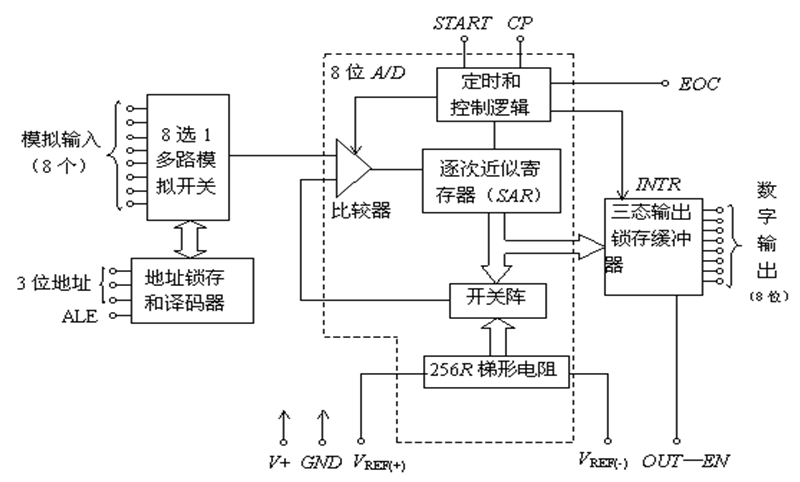 START CP
8 位 A/D
定时和
控制逻辑
EOC
模拟输入
（8 个）
8 选 1
多路模
拟开关
比较器
逐次近似寄
存器（SAR）
INTR
三态输出
锁存缓冲
器
数
字
输
出
（8 位）
3 位地址
ALE
地址锁存
和译码器
开关阵
256R 梯形电阻
V+ GND VREF(+) VREF(-) OUT—EN